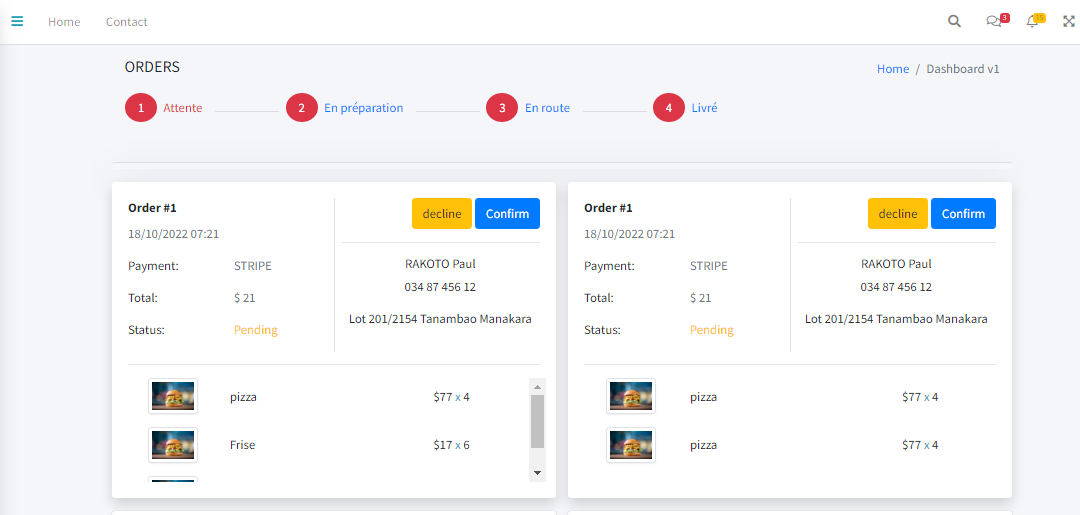 Home Contact
3
15
ORDERS
Home / Dashboard v1
1 Attente
2 En préparation
3 En route
4 Livré
Order #1
decline
Confirm
18/10/2022 07:21
Payment: STRIPE
Total: $ 21
Status: Pending
RAKOTO Paul
034 87 456 12
Lot 201/2154 Tanambao Manakara
pizza $77 x 4
Frise $17 x 6
Order #1
decline
Confirm
18/10/2022 07:21
Payment: STRIPE
Total: $ 21
Status: Pending
RAKOTO Paul
034 87 456 12
Lot 201/2154 Tanambao Manakara
pizza $77 x 4
pizza $77 x 4